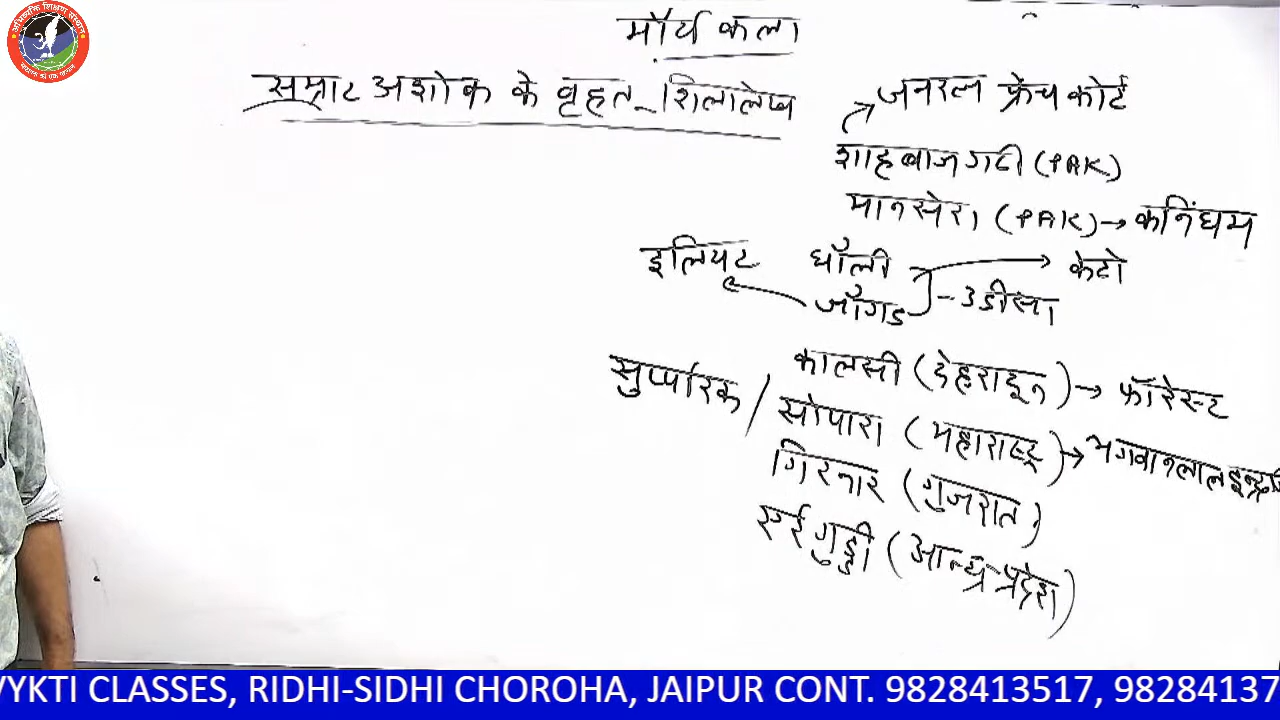 मौर्य कला
सम्राट अशोक के वृहत-शिलालेख
जनरल फ्रेच कोर्ट
शाहबाजगढी (PAK)
मानसेरा (PAK)→ कनिंघम
इलियट धौली केटो
जौगड - उडीसा
कालसी (देहरादून)→ फॉरेस्ट
सुर्पारक / सोपारा (महाराष्ट्र)→ भगवानलाल
गिरनार (गुजरात)
एर्रगुड्डी (आन्ध्र-प्रदेश)
VYKTI CLASSES, RIDHI-SIDHI CHOROHA, JAIPUR CONT. 9828413517, 98284137